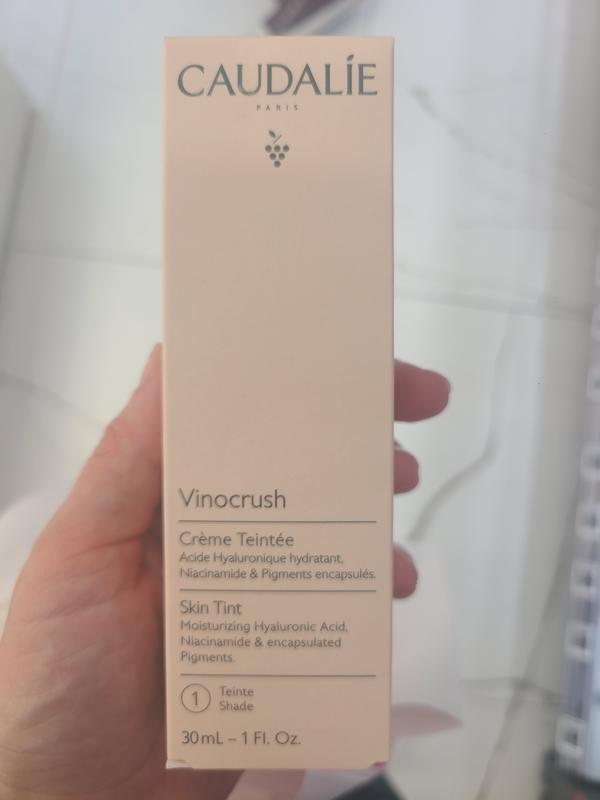 CAUDALÍE
PARIS
Vinocrush
Crème Teintée
Acide Hyaluronique hydratant,
Niacinamide & Pigments encapsulés.
Skin Tint
Moisturizing Hyaluronic Acid,
Niacinamide & encapsulated
Pigments.
1 Teinte
Shade
30mL – 1 Fl. Oz.